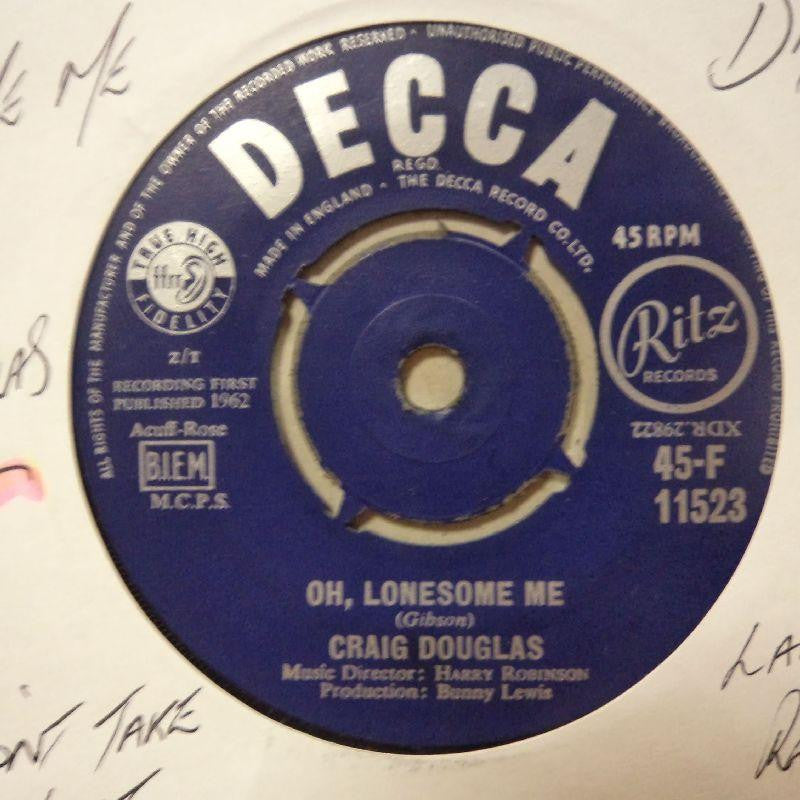 ALL RIGHTS OF THE MANUFACTURER AND OF THE OWNER OF THE RECORDED WORK RESERVED · UNAUTHORISED PUBLIC PERFORMANCE
RECORD PROHIBITED
DECCA
REGD.
MADE IN ENGLAND · THE DECCA RECORD CO. LTD.
TRUE HIGH
ffrr
FIDELITY
45 RPM
Ritz
RECORDS
Z/T
RECORDING FIRST
PUBLISHED 1962
Acuff-Rose
B.I.E.M.
M.C.P.S.
XDR.29822
45-F
11523
OH, LONESOME ME
(Gibson)
CRAIG DOUGLAS
Music Director: HARRY ROBINSON
Production: Bunny Lewis
ME
TAKE